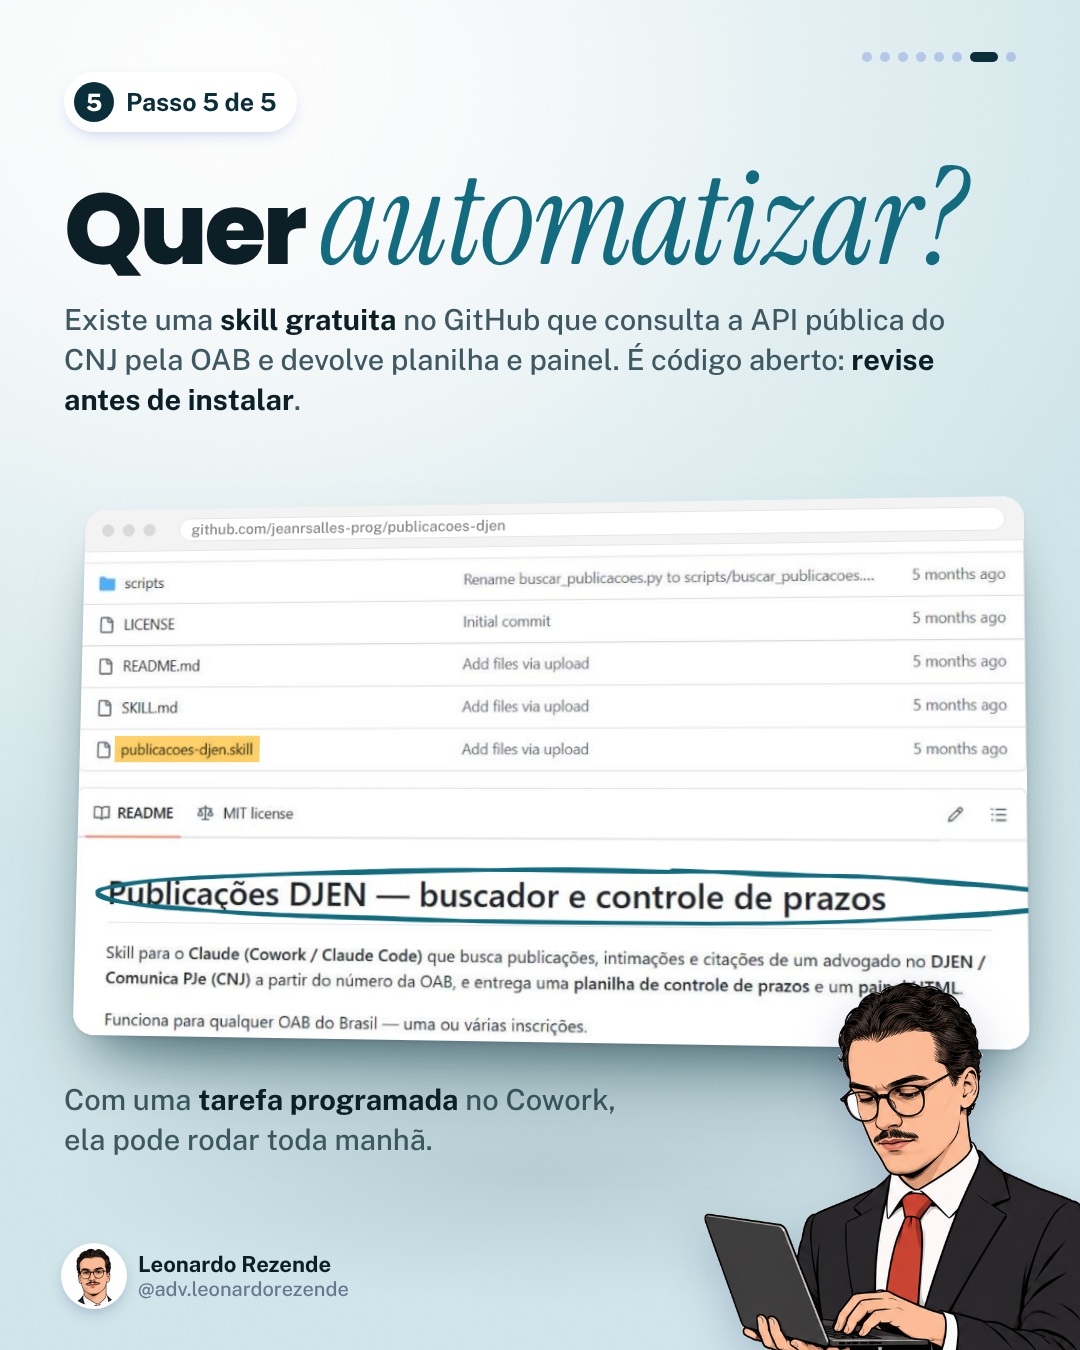 5 Passo 5 de 5
Quer automatizar?
Existe uma skill gratuita no GitHub que consulta a API pública do
CNJ pela OAB e devolve planilha e painel. É código aberto: revise
antes de instalar.
github.com/jeanrsalles-prog/publicacoes-djen
scripts Rename buscar_publicacoes.py to scripts/buscar_publicacoes.... 5 months ago
LICENSE Initial commit 5 months ago
README.md Add files via upload 5 months ago
SKILL.md Add files via upload 5 months ago
publicacoes-djen.skill Add files via upload 5 months ago
README MIT license
Publicações DJEN — buscador e controle de prazos
Skill para o Claude (Cowork / Claude Code) que busca publicações, intimações e citações de um advogado no DJEN /
Comunica PJe (CNJ) a partir do número da OAB, e entrega uma planilha de controle de prazos e um
Funciona para qualquer OAB do Brasil — uma ou várias inscrições.
Com uma tarefa programada no Cowork,
ela pode rodar toda manhã.
Leonardo Rezende
@adv.leonardorezende